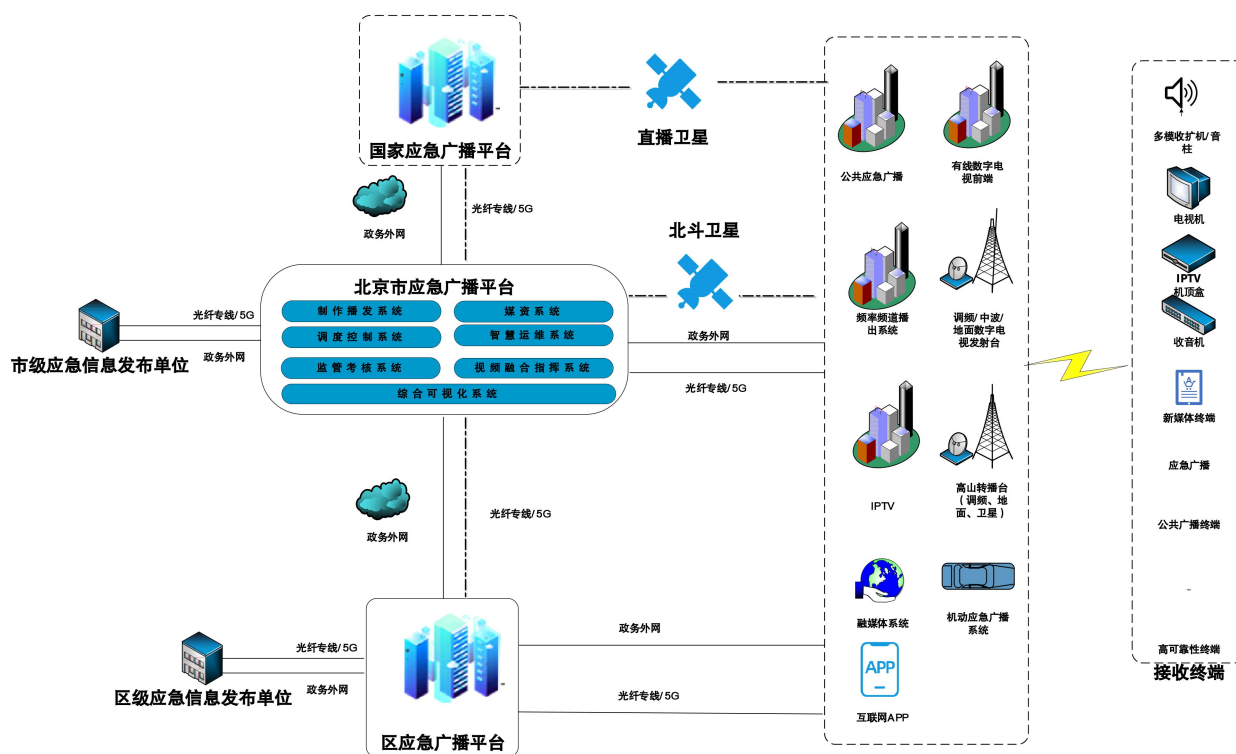 国家应急广播平台
直播卫星
政务外网
光纤专线/5G
北斗卫星
北京市应急广播平台
制作播发系统
媒资系统
调度控制系统
智慧运维系统
监管考核系统
视频融合指挥系统
综合可视化系统
光纤专线/5G
政务外网
市级应急信息发布单位
政务外网
光纤专线/5G
政务外网
光纤专线/5G
区应急广播平台
光纤专线/5G
政务外网
区级应急信息发布单位
政务外网
光纤专线/5G
公共应急广播
有线数字电
视前端
频率频道播
出系统
调频/中波/
地面数字电
视发射台
IPTV
高山转播台
（调频、地
面、卫星）
融媒体系统
机动应急广播
系统
APP
互联网APP
多模收扩机/音
柱
电视机
IPTV
机顶盒
收音机
新媒体终端
应急广播
公共广播终端
高可靠性终端
接收终端